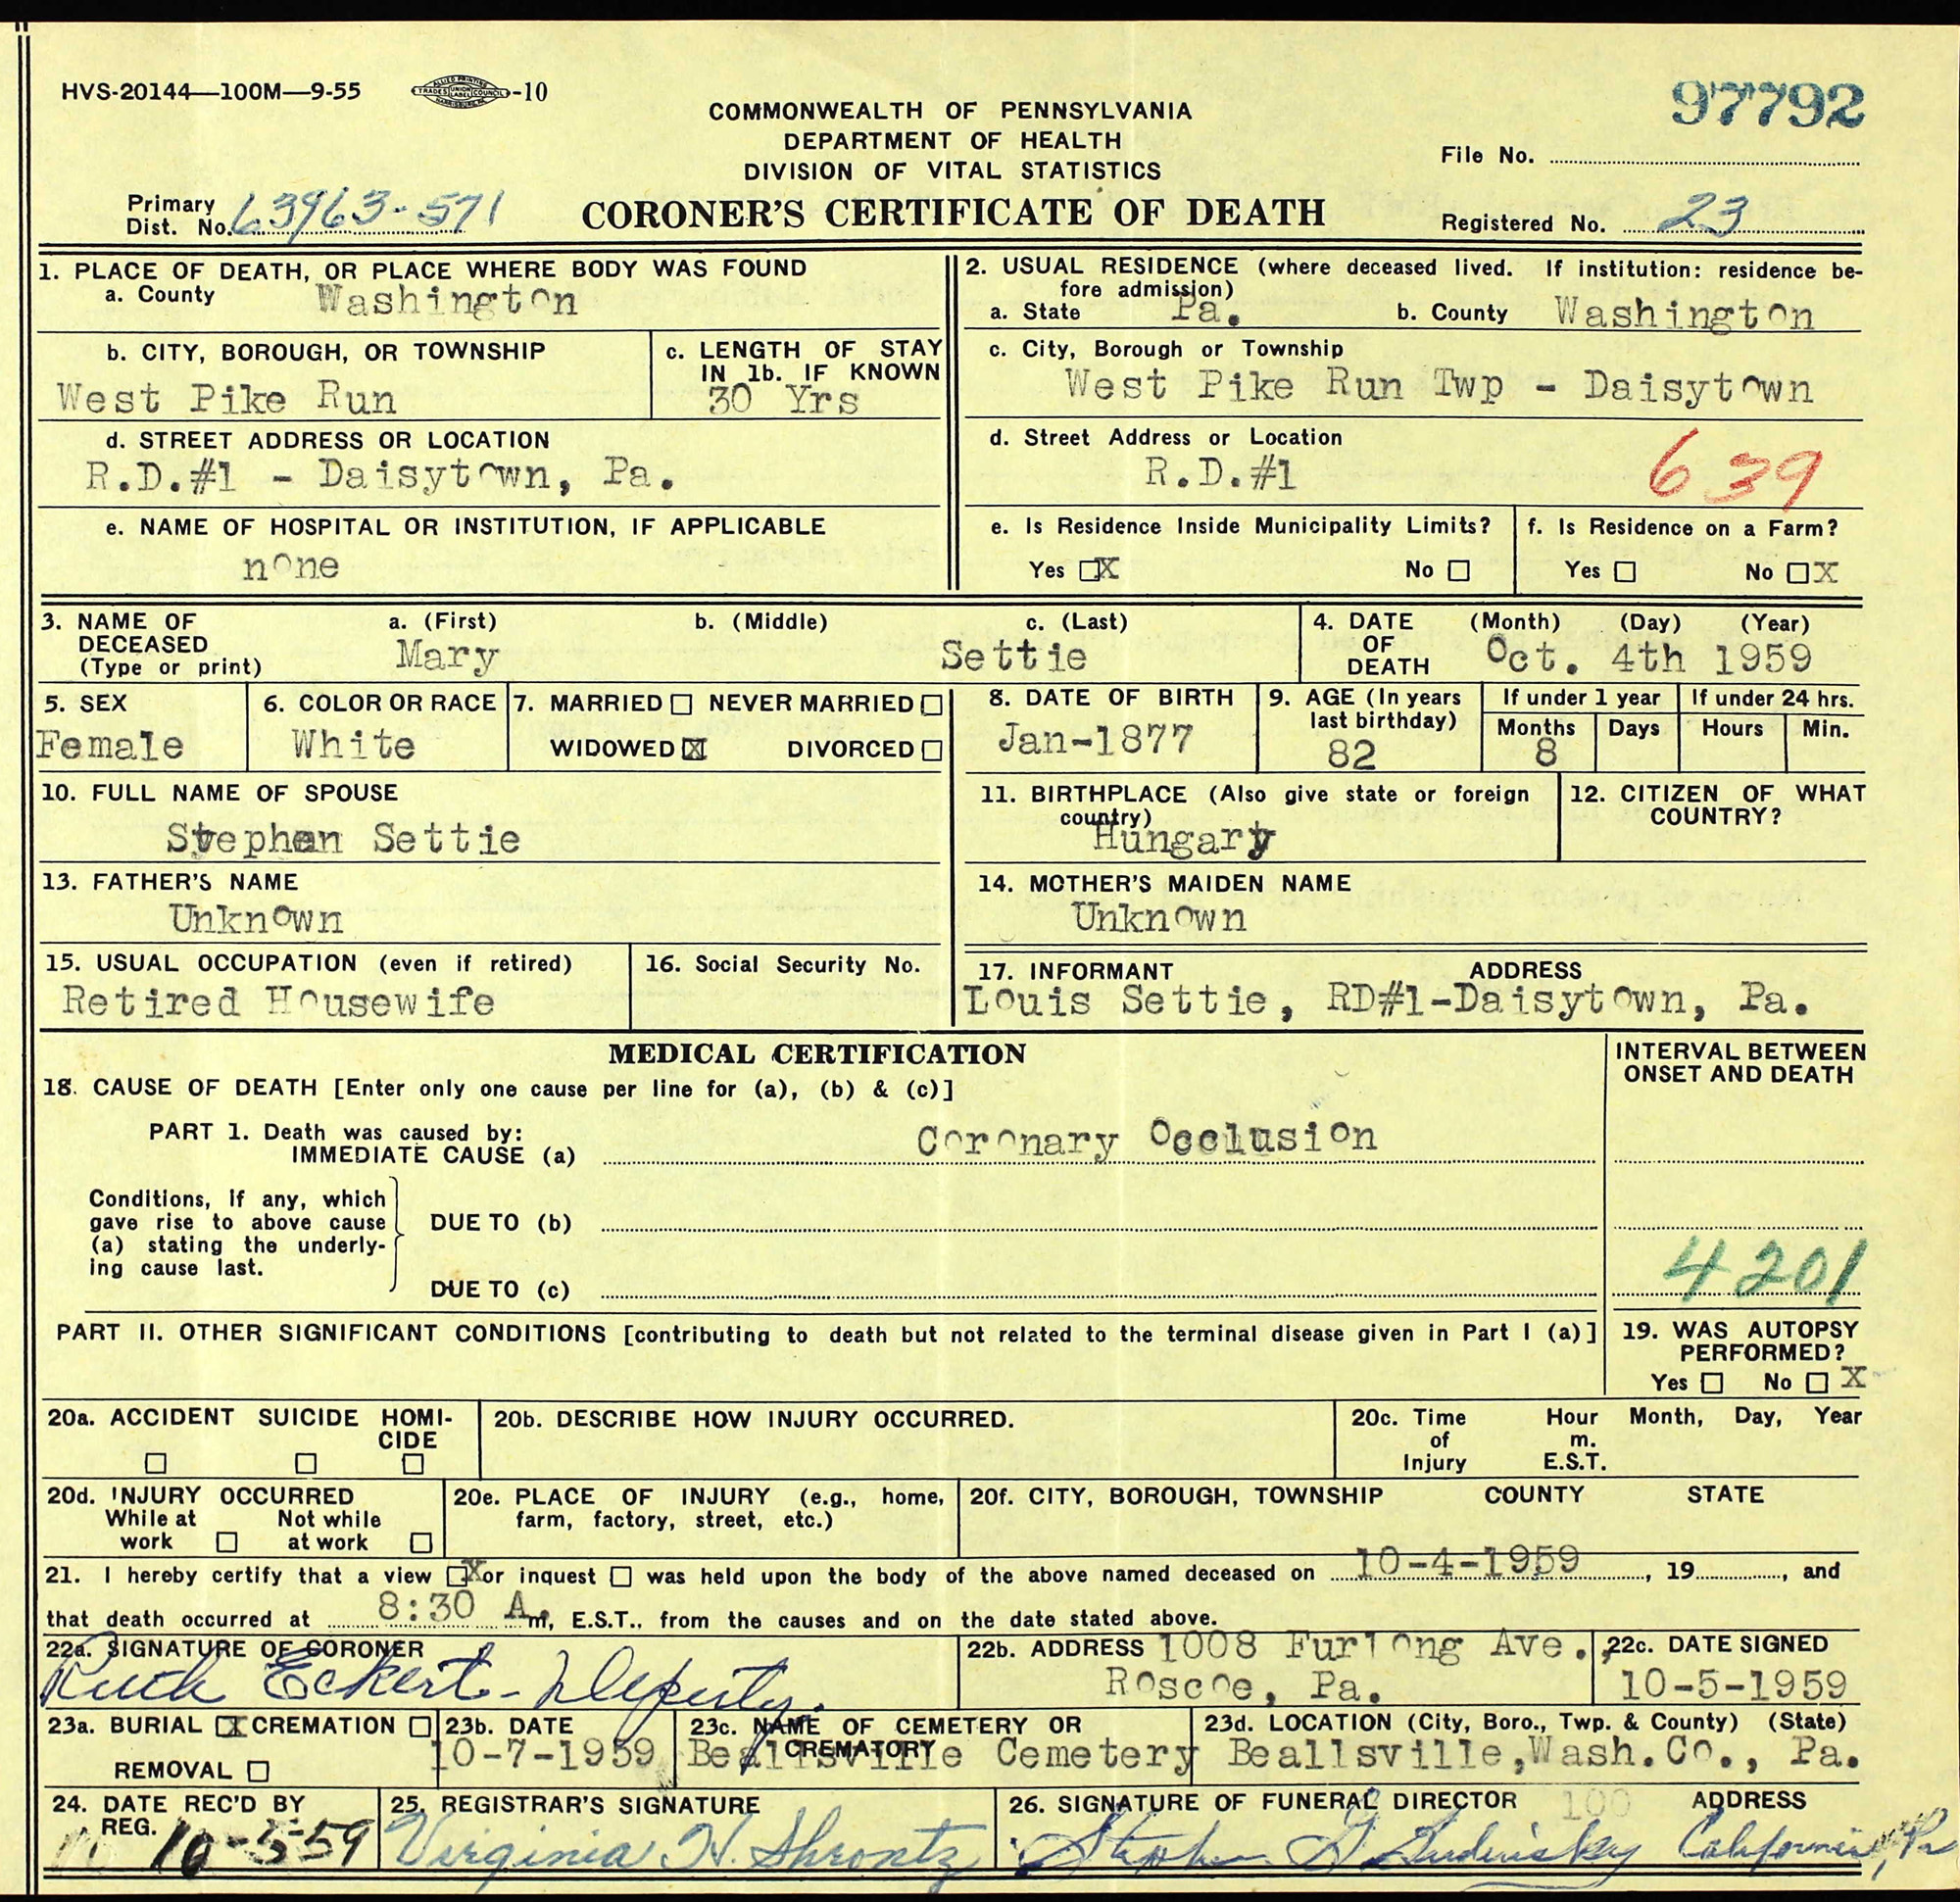 HVS-20144—100M—9-55 ALLIED PRINTING TRADES UNION LABEL COUNCIL -10
97792
COMMONWEALTH OF PENNSYLVANIA
DEPARTMENT OF HEALTH
DIVISION OF VITAL STATISTICS
File No.
Primary Dist. No. 63963-571
CORONER'S CERTIFICATE OF DEATH
Registered No. 23
1. PLACE OF DEATH, OR PLACE WHERE BODY WAS FOUND
a. County Washington
b. CITY, BOROUGH, OR TOWNSHIP
West Pike Run
c. LENGTH OF STAY IN 1b. IF KNOWN
30 Yrs
d. STREET ADDRESS OR LOCATION
R.D.#1 - Daisytown, Pa.
e. NAME OF HOSPITAL OR INSTITUTION, IF APPLICABLE
none
2. USUAL RESIDENCE (where deceased lived. If institution: residence be-
fore admission)
a. State Pa. b. County Washington
c. City, Borough or Township
West Pike Run Twp - Daisytown
d. Street Address or Location
R.D.#1 639
e. Is Residence Inside Municipality Limits?
Yes X No
f. Is Residence on a Farm?
Yes No X
3. NAME OF DECEASED (Type or print)
a. (First) b. (Middle) c. (Last)
Mary Settie
4. DATE OF DEATH (Month) (Day) (Year)
Oct. 4th 1959
5. SEX
Female
6. COLOR OR RACE
White
7. MARRIED NEVER MARRIED
WIDOWED X DIVORCED
8. DATE OF BIRTH
Jan-1877
9. AGE (In years last birthday)
82
If under 1 year If under 24 hrs.
Months Days Hours Min.
8
10. FULL NAME OF SPOUSE
Stephen Settie
11. BIRTHPLACE (Also give state or foreign country)
Hungary
12. CITIZEN OF WHAT COUNTRY?
13. FATHER'S NAME
Unknown
14. MOTHER'S MAIDEN NAME
Unknown
15. USUAL OCCUPATION (even if retired)
Retired Housewife
16. Social Security No.
17. INFORMANT ADDRESS
Louis Settie, RD#1-Daisytown, Pa.
MEDICAL CERTIFICATION
INTERVAL BETWEEN ONSET AND DEATH
18. CAUSE OF DEATH [Enter only one cause per line for (a), (b) & (c)]
PART 1. Death was caused by:
IMMEDIATE CAUSE (a) Coronary Occlusion
Conditions, if any, which
gave rise to above cause
(a) stating the underly-
ing cause last.
DUE TO (b)
DUE TO (c)
4201
PART II. OTHER SIGNIFICANT CONDITIONS [contributing to death but not related to the terminal disease given in Part I (a)]
19. WAS AUTOPSY PERFORMED?
Yes No X
20a. ACCIDENT SUICIDE HOMI-
CIDE
20b. DESCRIBE HOW INJURY OCCURRED.
20c. Time of Injury Hour m. E.S.T. Month, Day, Year
20d. INJURY OCCURRED
While at work Not while at work
20e. PLACE OF INJURY (e.g., home,
farm, factory, street, etc.)
20f. CITY, BOROUGH, TOWNSHIP COUNTY STATE
21. I hereby certify that a view X or inquest was held upon the body of the above named deceased on 10-4-1959, 19, and
that death occurred at 8:30 A.m, E.S.T., from the causes and on the date stated above.
22a. SIGNATURE OF CORONER
Ruth Eckert - Deputy.
22b. ADDRESS 1008 Furlong Ave.,
Roscoe, Pa.
22c. DATE SIGNED
10-5-1959
23a. BURIAL X CREMATION
REMOVAL
23b. DATE
10-7-1959
23c. NAME OF CEMETERY OR CREMATORY
Beallsville Cemetery
23d. LOCATION (City, Boro., Twp. & County) (State)
Beallsville,Wash.Co., Pa.
24. DATE REC'D BY REG.
10-5-59
25. REGISTRAR'S SIGNATURE
Virginia H. Shrontz
26. SIGNATURE OF FUNERAL DIRECTOR 100 ADDRESS
Stephen California, Pa